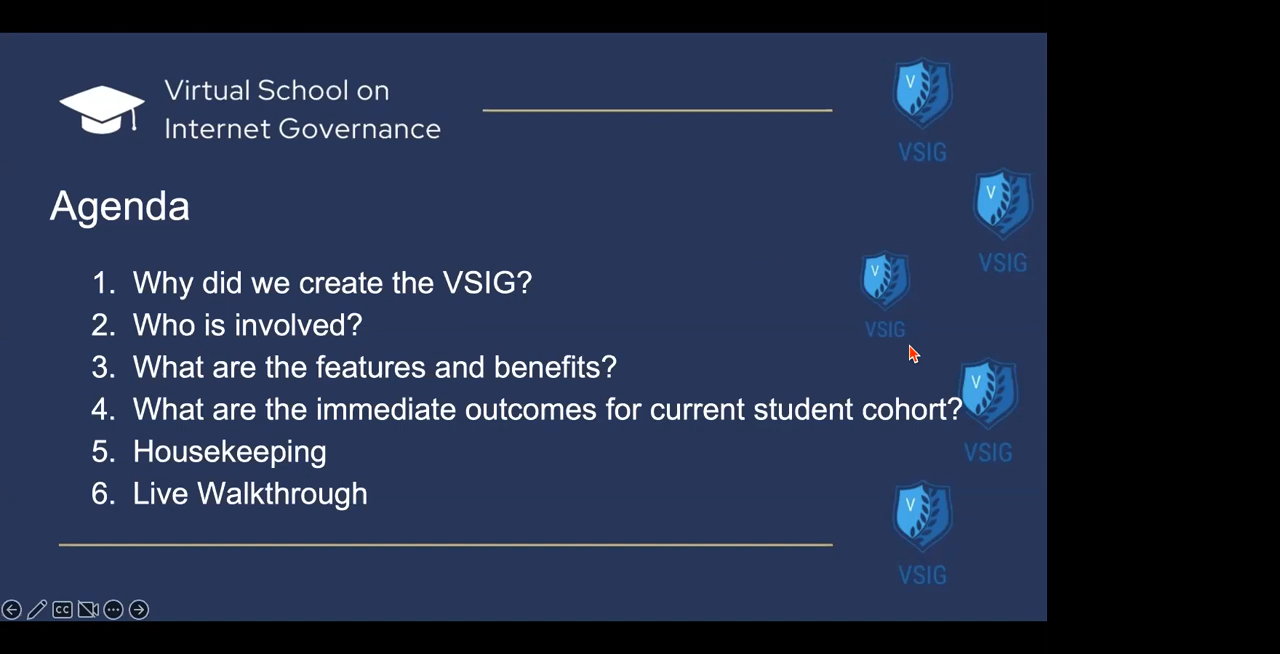 Virtual School on
Internet Governance
V
VSIG
V
VSIG
Agenda
1. Why did we create the VSIG?
2. Who is involved?
3. What are the features and benefits?
4. What are the immediate outcomes for current student cohort?
5. Housekeeping
6. Live Walkthrough
V
VSIG
V
VSIG
V
VSIG
CC